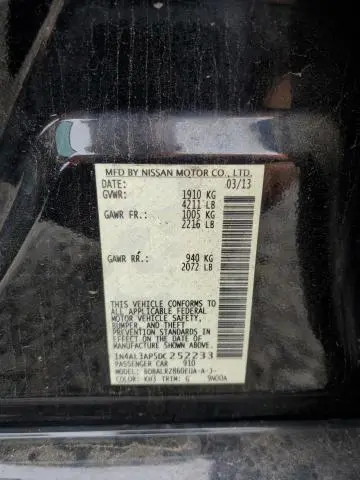 MFD BY NISSAN MOTOR CO., LTD.
DATE: 03/13
GVWR: 1910 KG
4211 LB
GAWR FR: 1005 KG
2216 LB
GAWR RR: 940 KG
2072 LB
THIS VEHICLE CONFORMS TO ALL
APPLICABLE FEDERAL MOTOR
VEHICLE SAFETY,
BUMPER, AND THEFT
PREVENTION STANDARDS
IN EFFECT ON THE DATE OF
MANUFACTURE SHOWN ABOVE.
1N4AL3AP5DC252233
PASSENGER CAR 910
MODEL: BDBALRZ860EUA-A-J-
COLOR: KH3 TRIM: G 9N00A